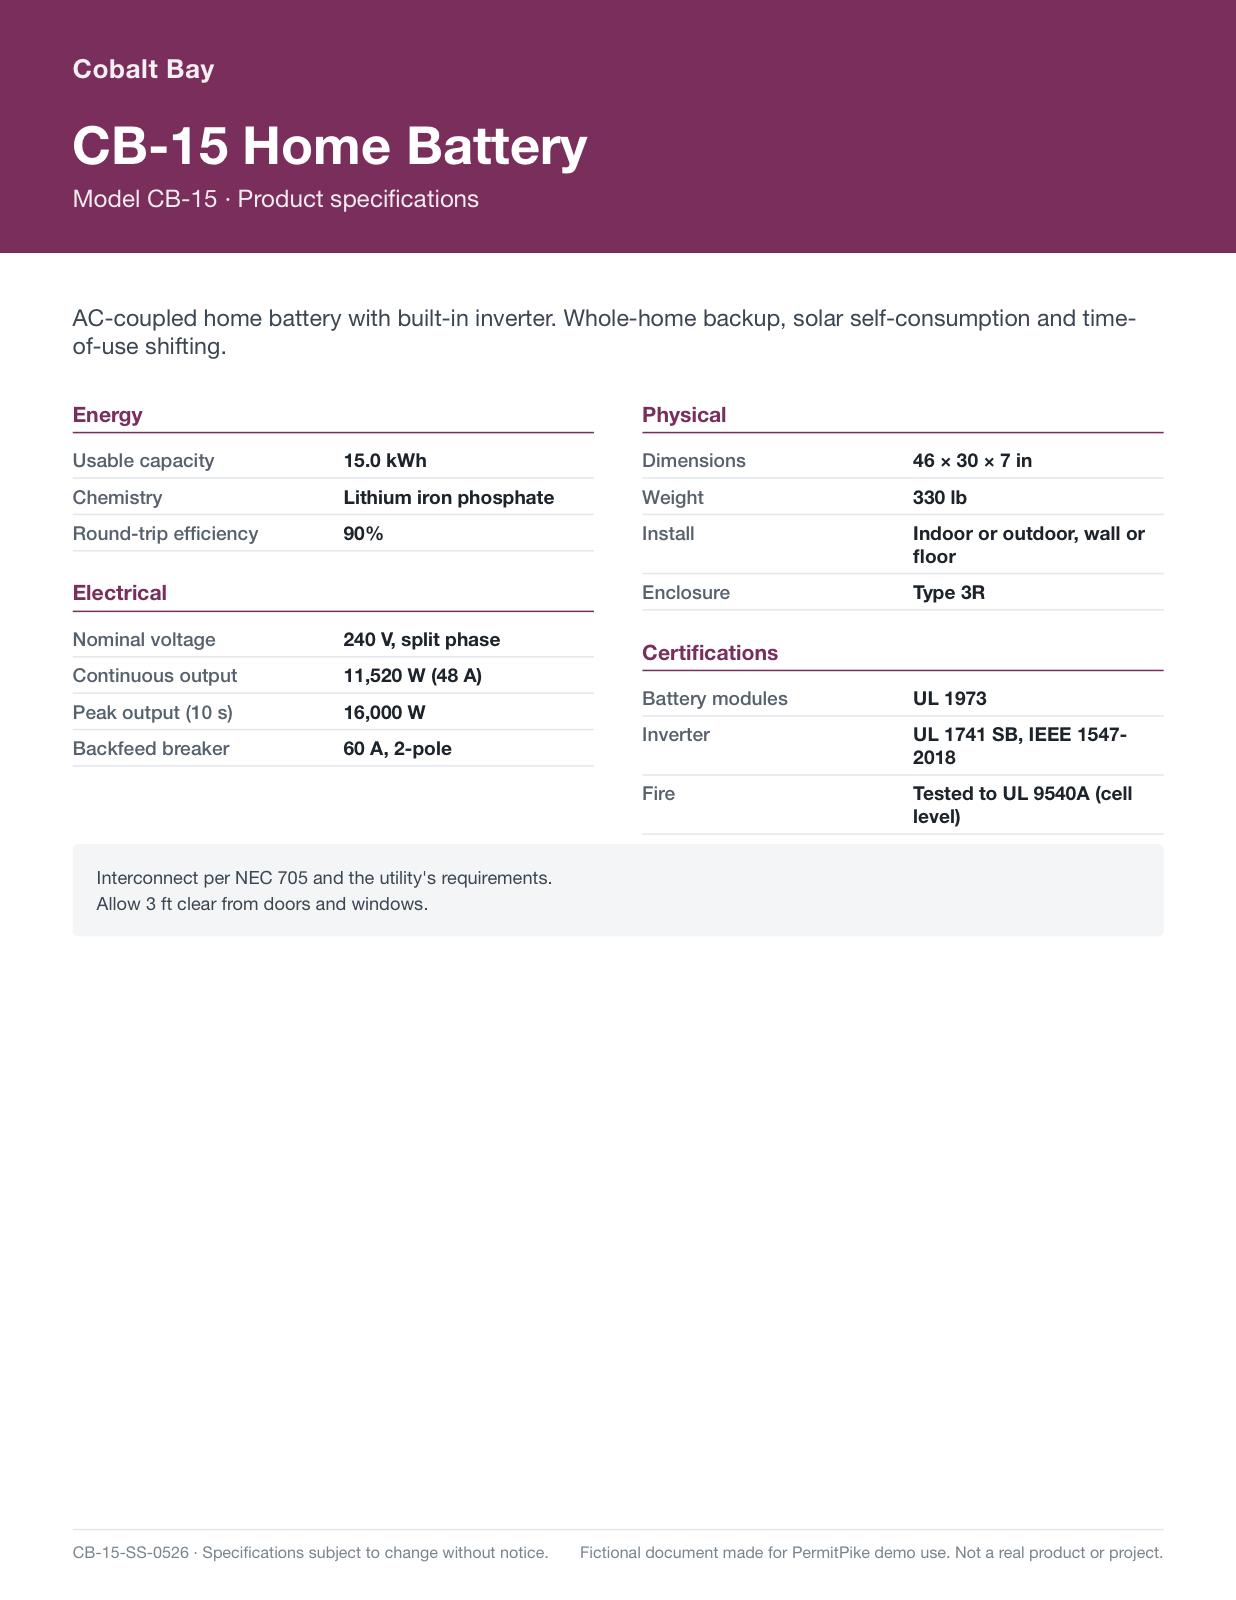 Cobalt Bay
CB-15 Home Battery
Model CB-15 · Product specifications
AC-coupled home battery with built-in inverter. Whole-home backup, solar self-consumption and time-
of-use shifting.
Energy
Usable capacity 15.0 kWh
Chemistry Lithium iron phosphate
Round-trip efficiency 90%
Electrical
Nominal voltage 240 V, split phase
Continuous output 11,520 W (48 A)
Peak output (10 s) 16,000 W
Backfeed breaker 60 A, 2-pole
Physical
Dimensions 46 × 30 × 7 in
Weight 330 lb
Install Indoor or outdoor, wall or
floor
Enclosure Type 3R
Certifications
Battery modules UL 1973
Inverter UL 1741 SB, IEEE 1547-
2018
Fire Tested to UL 9540A (cell
level)
Interconnect per NEC 705 and the utility's requirements.
Allow 3 ft clear from doors and windows.
CB-15-SS-0526 · Specifications subject to change without notice. Fictional document made for PermitPike demo use. Not a real product or project.